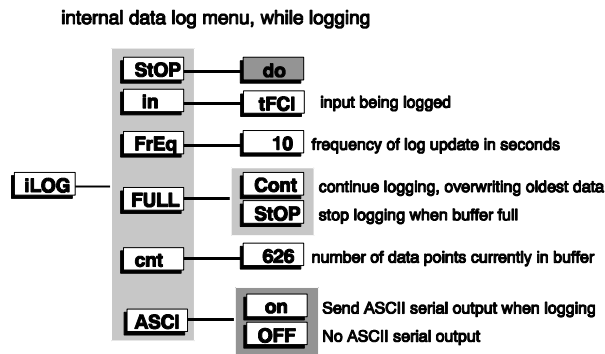 internal data log menu, while logging
StOP do
in tFCI input being logged
FrEq 10 frequency of log update in seconds
iLOG
FULL
Cont continue logging, overwriting oldest data
StOP stop logging when buffer full
cnt 626 number of data points currently in buffer
ASCI
on Send ASCII serial output when logging
OFF No ASCII serial output